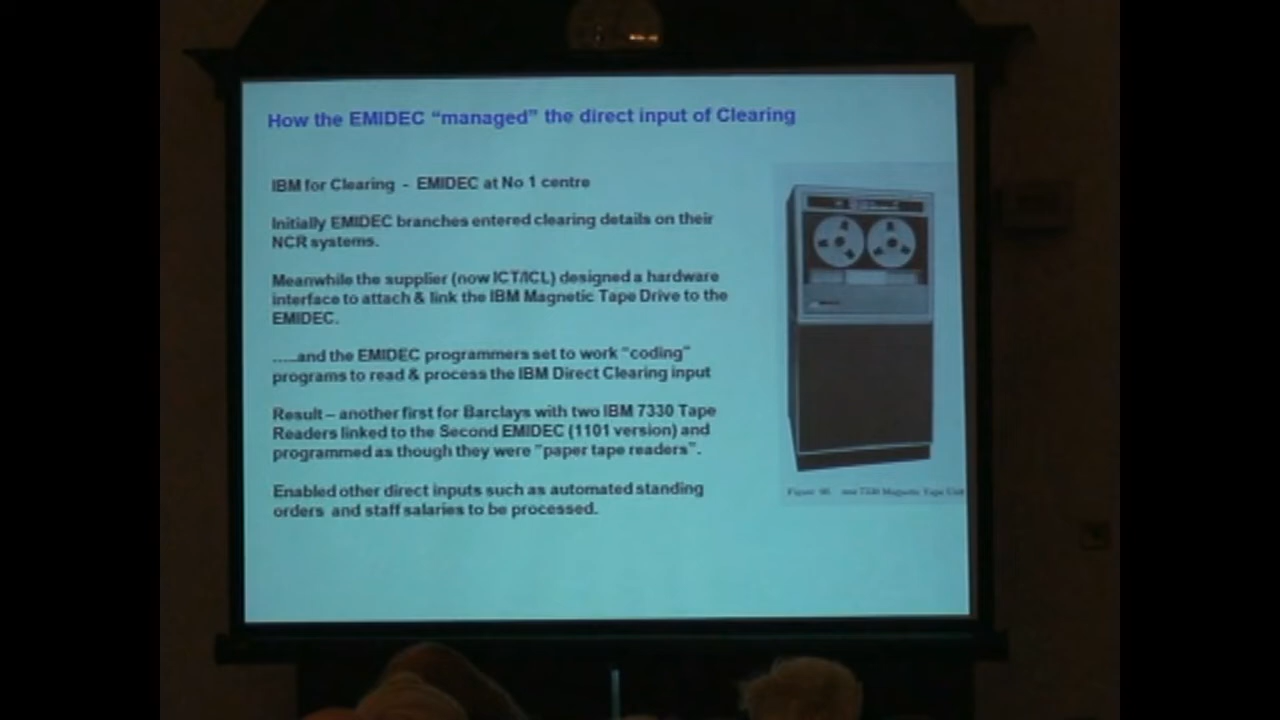 How the EMIDEC “managed” the direct input of Clearing
IBM for Clearing - EMIDEC at No 1 centre
Initially EMIDEC branches entered clearing details on their
NCR systems.
Meanwhile the supplier (now ICT/ICL) designed a hardware
interface to attach & link the IBM Magnetic Tape Drive to the
EMIDEC.
.....and the EMIDEC programmers set to work “coding”
programs to read & process the IBM Direct Clearing input
Result – another first for Barclays with two IBM 7330 Tape
Readers linked to the Second EMIDEC (1101 version) and
programmed as though they were “paper tape readers”.
Enabled other direct inputs such as automated standing
orders and staff salaries to be processed.
Figure 7330 Magnetic Tape Unit